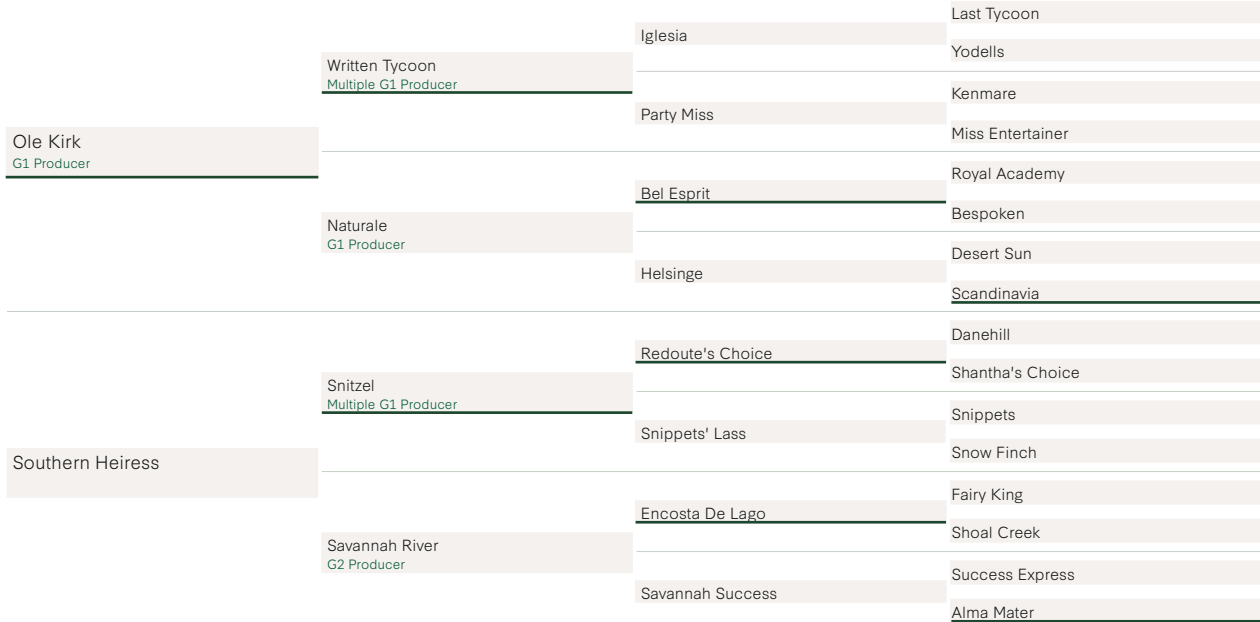 Ole Kirk
G1 Producer
Southern Heiress
Written Tycoon
Multiple G1 Producer
Naturale
G1 Producer
Snitzel
Multiple G1 Producer
Savannah River
G2 Producer
Iglesia
Party Miss
Bel Esprit
Helsinge
Redoute's Choice
Snippets' Lass
Encosta De Lago
Savannah Success
Last Tycoon
Yodells
Kenmare
Miss Entertainer
Royal Academy
Bespoken
Desert Sun
Scandinavia
Danehill
Shantha's Choice
Snippets
Snow Finch
Fairy King
Shoal Creek
Success Express
Alma Mater